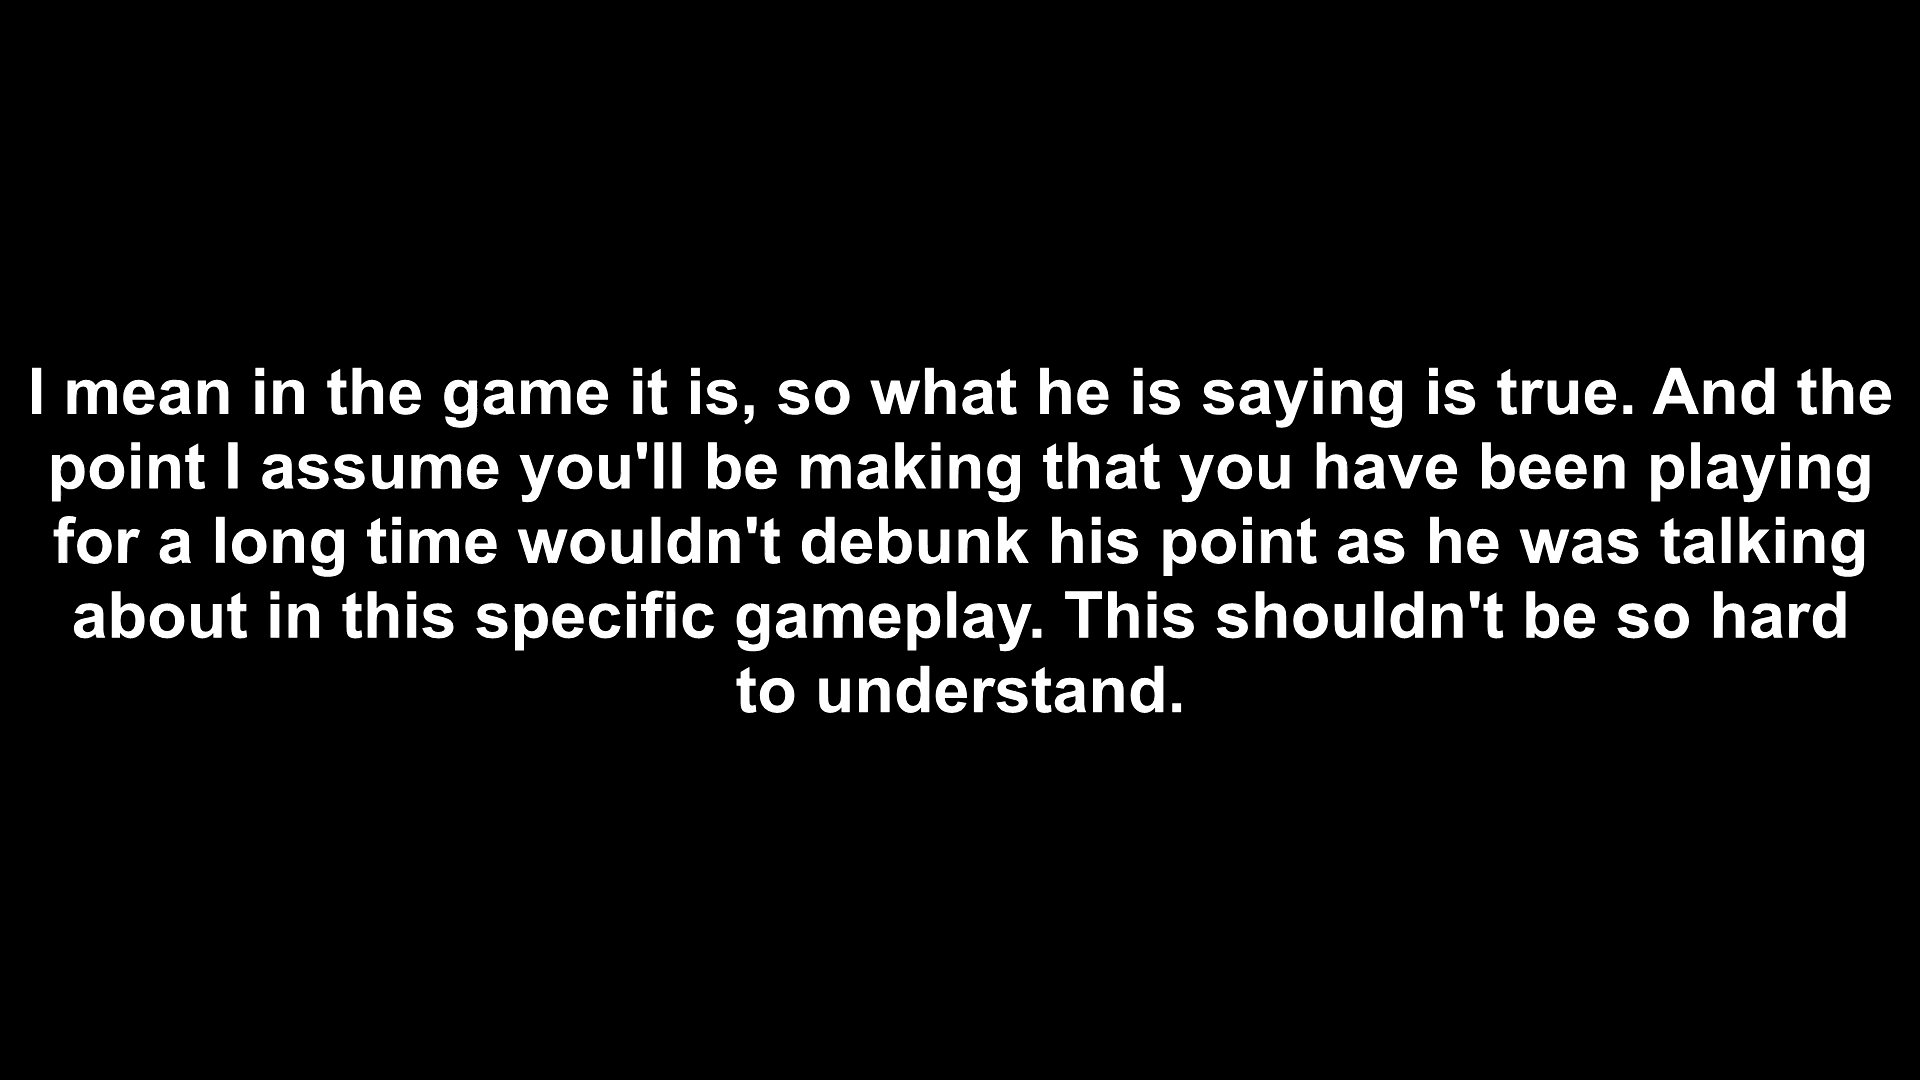 I mean in the game it is, so what he is saying is true. And the
point I assume you'll be making that you have been playing
for a long time wouldn't debunk his point as he was talking
about in this specific gameplay. This shouldn't be so hard
to understand.